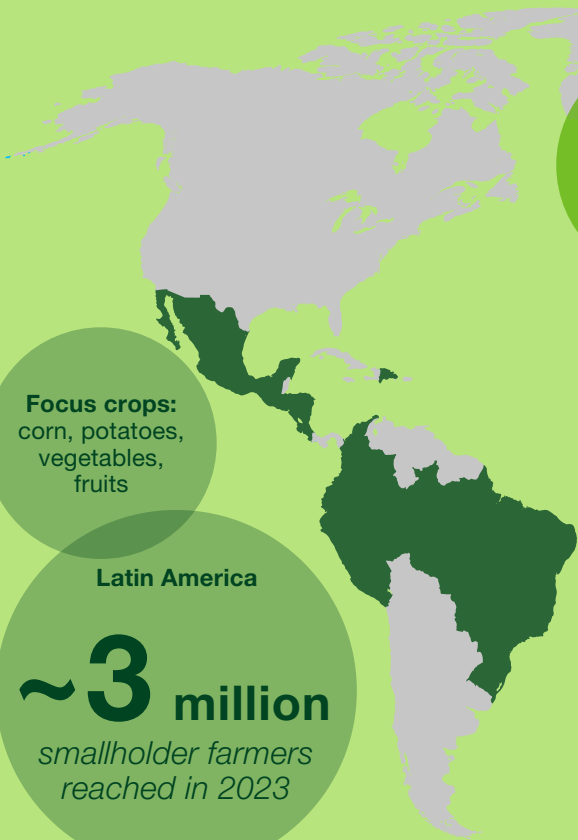 Focus crops:
corn, potatoes,
vegetables,
fruits
Latin America
~3 million
smallholder farmers
reached in 2023